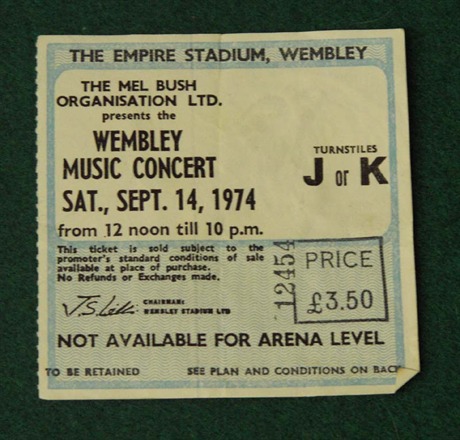 THE EMPIRE STADIUM, WEMBLEY
THE MEL BUSH
ORGANISATION LTD.
presents the
WEMBLEY
MUSIC CONCERT
SAT., SEPT. 14, 1974
from 12 noon till 10 p.m.
TURNSTILES
J or K
This ticket is sold subject to the
promoter's standard conditions of sale
available at place of purchase.
No Refunds or Exchanges made.
12454
PRICE
£3.50
CHAIRMAN:
WEMBLEY STADIUM LTD
NOT AVAILABLE FOR ARENA LEVEL
TO BE RETAINED SEE PLAN AND CONDITIONS ON BACK